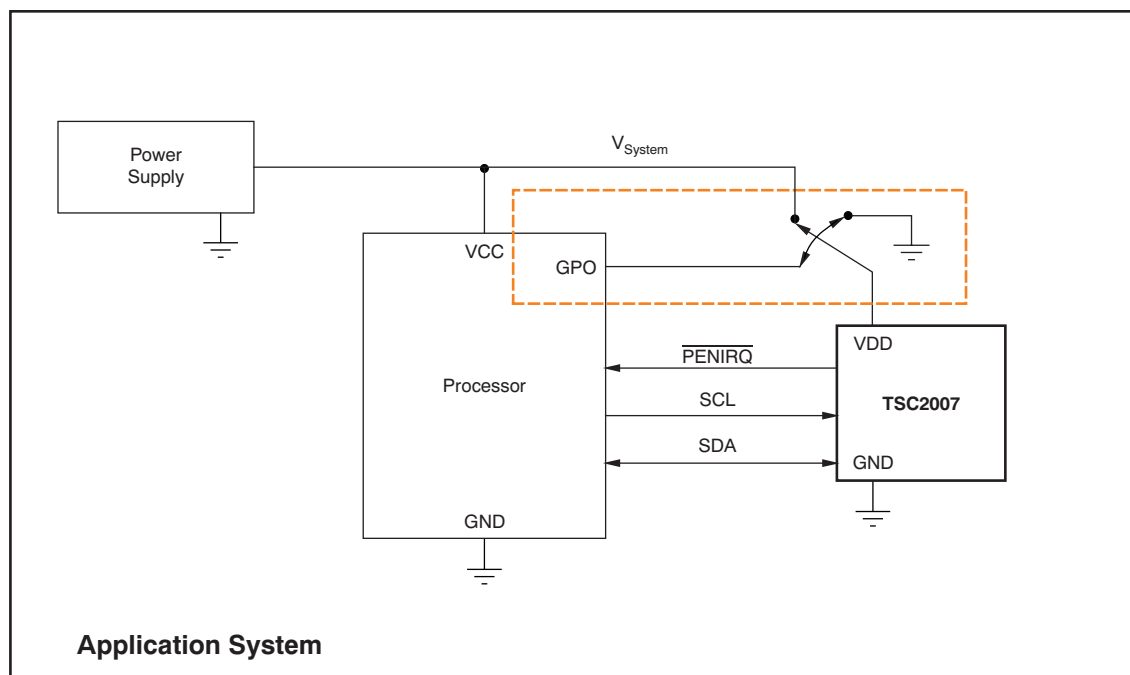 Power
Supply
VSystem
VCC
GPO
PENIRQ
VDD
Processor
SCL
TSC2007
SDA
GND
GND
Application System